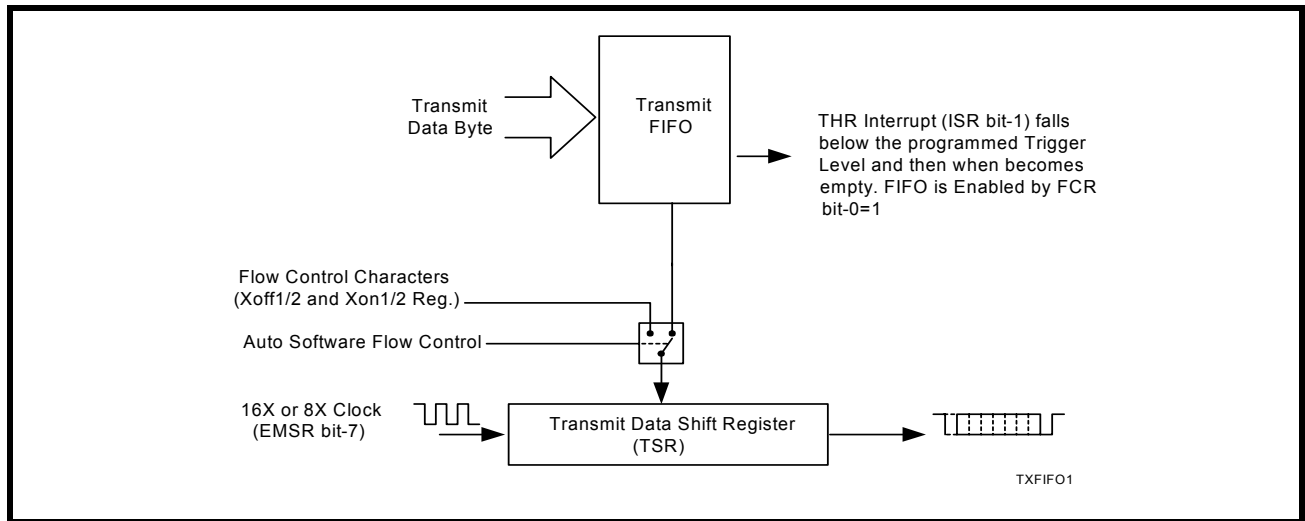 Transmit
Data Byte
Transmit
FIFO
THR Interrupt (ISR bit-1) falls
below the programmed Trigger
Level and then when becomes
empty. FIFO is Enabled by FCR
bit-0=1
Flow Control Characters
(Xoff1/2 and Xon1/2 Reg.)
Auto Software Flow Control
16X or 8X Clock
(EMSR bit-7)
Transmit Data Shift Register
(TSR)
TXFIFO1